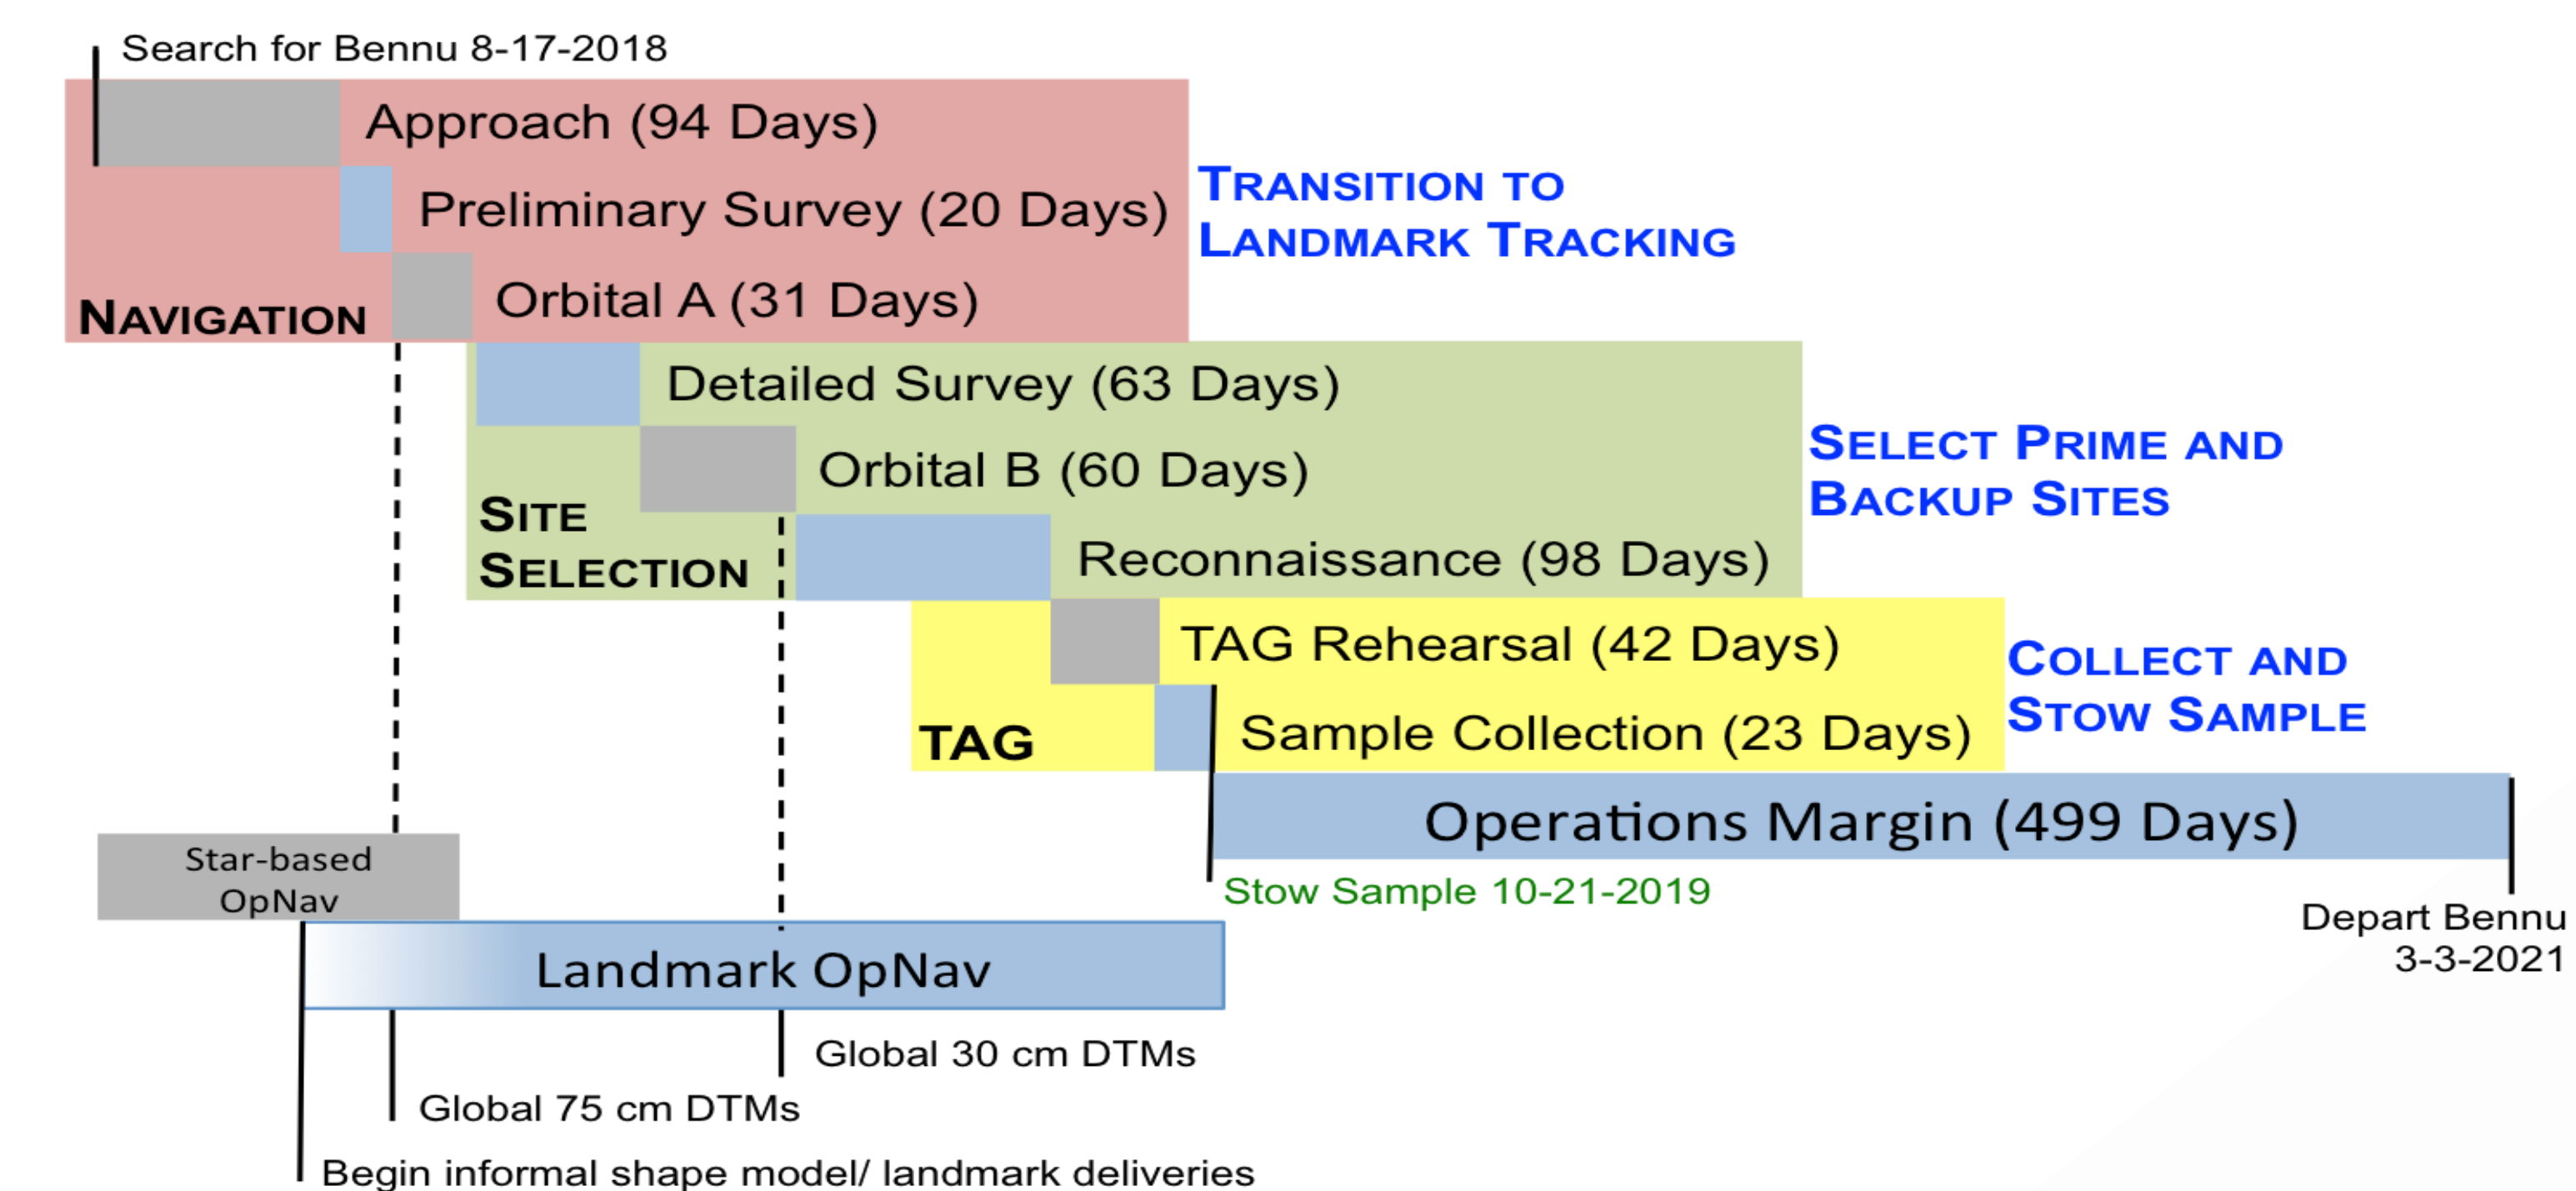 Search for Bennu 8-17-2018
Approach (94 Days)
Preliminary Survey (20 Days)
Orbital A (31 Days)
NAVIGATION
TRANSITION TO
LANDMARK TRACKING
Detailed Survey (63 Days)
Orbital B (60 Days)
Reconnaissance (98 Days)
SITE
SELECTION
SELECT PRIME AND
BACKUP SITES
TAG Rehearsal (42 Days)
Sample Collection (23 Days)
TAG
COLLECT AND
STOW SAMPLE
Operations Margin (499 Days)
Stow Sample 10-21-2019
Depart Bennu
3-3-2021
Star-based
OpNav
Landmark OpNav
Global 30 cm DTMs
Global 75 cm DTMs
Begin informal shape model/ landmark deliveries